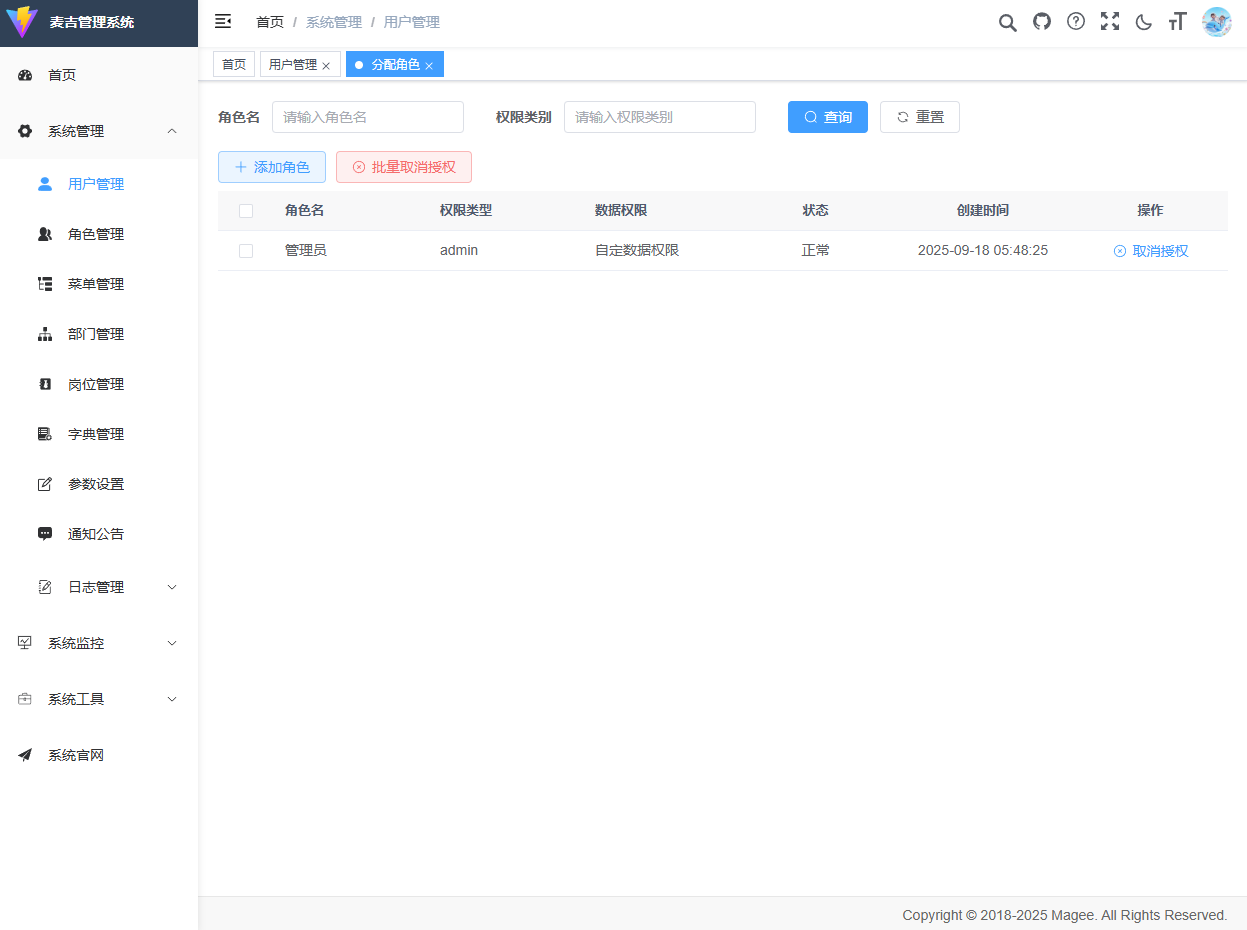 麦吉管理系统
首页 / 系统管理 / 用户管理
首页 用户管理 分配角色
首页
系统管理
用户管理
角色管理
菜单管理
部门管理
岗位管理
字典管理
参数设置
通知公告
日志管理
系统监控
系统工具
系统官网
角色名 请输入角色名 权限类别 请输入权限类别 查询 重置
添加角色 批量取消授权
角色名 权限类型 数据权限 状态 创建时间 操作
管理员 admin 自定数据权限 正常 2025-09-18 05:48:25 取消授权
Copyright © 2018-2025 Magee. All Rights Reserved.